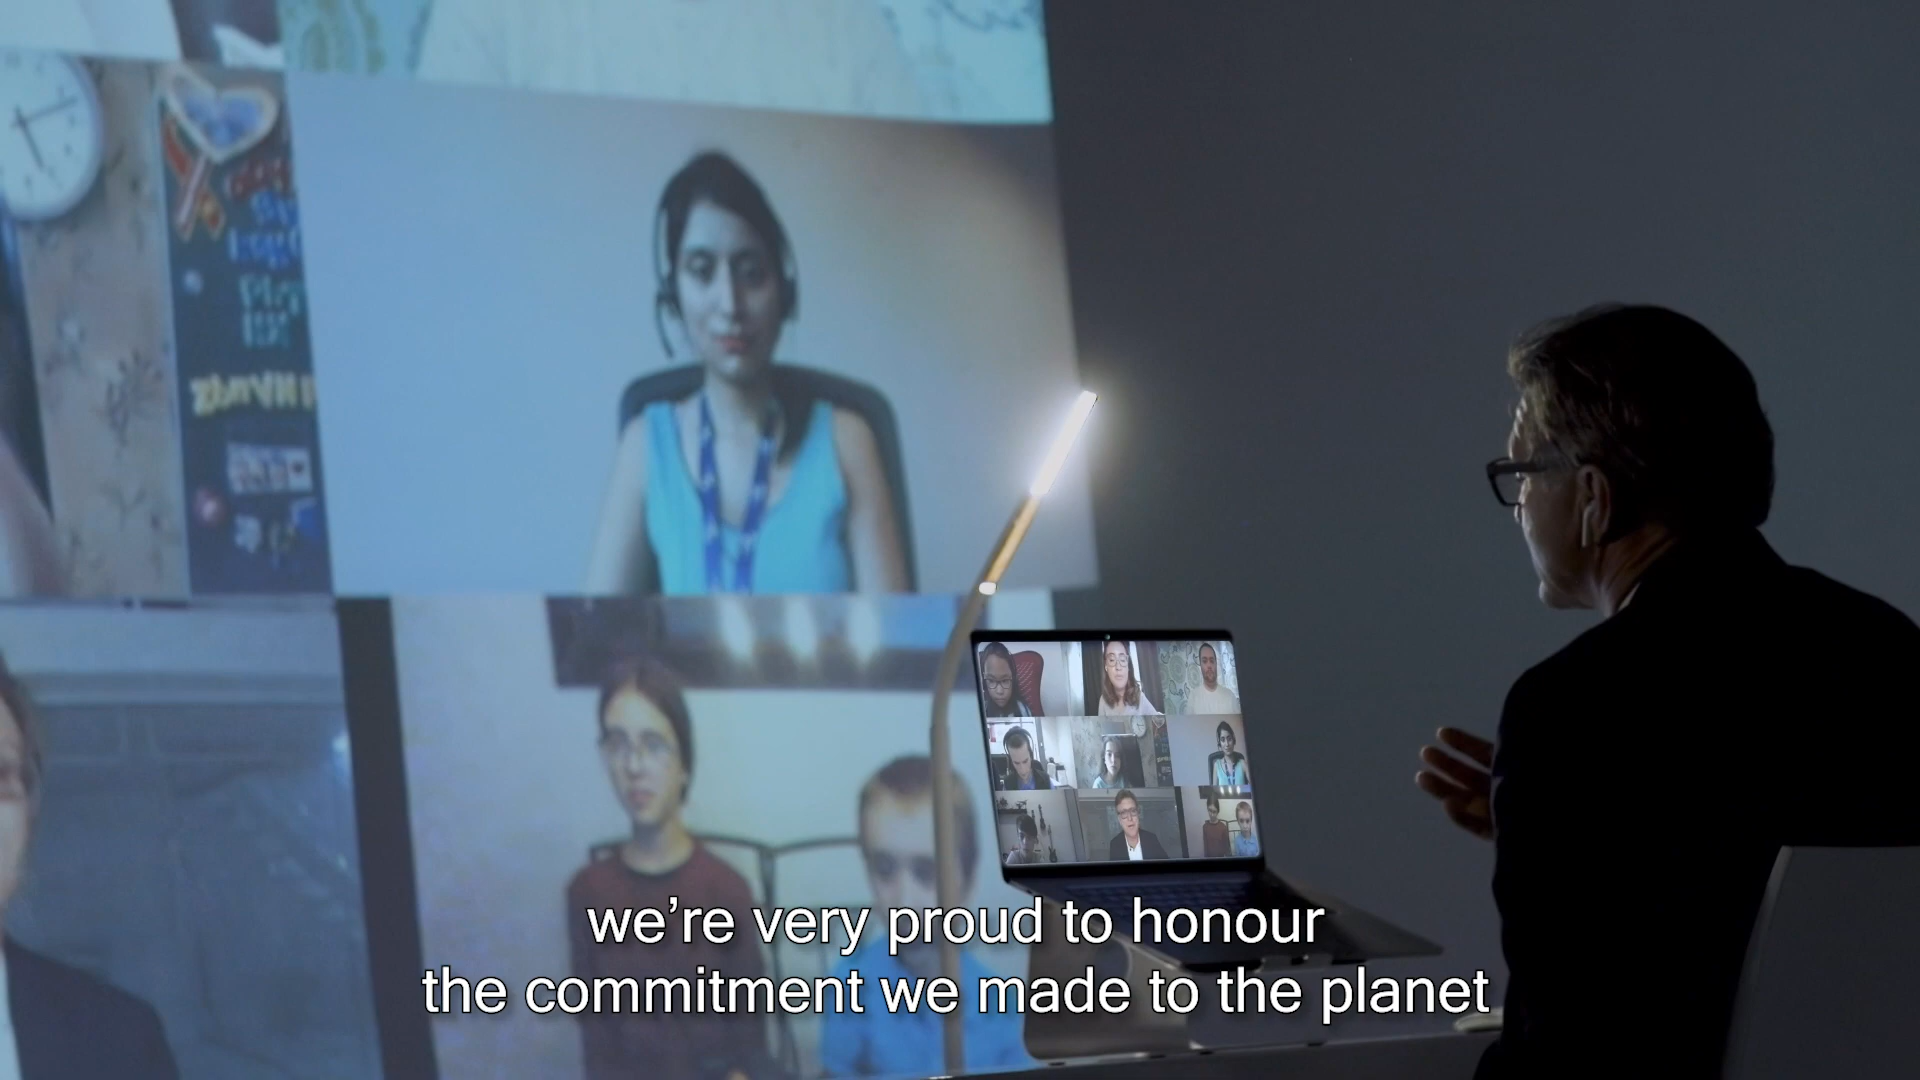 we’re very proud to honour
the commitment we made to the planet